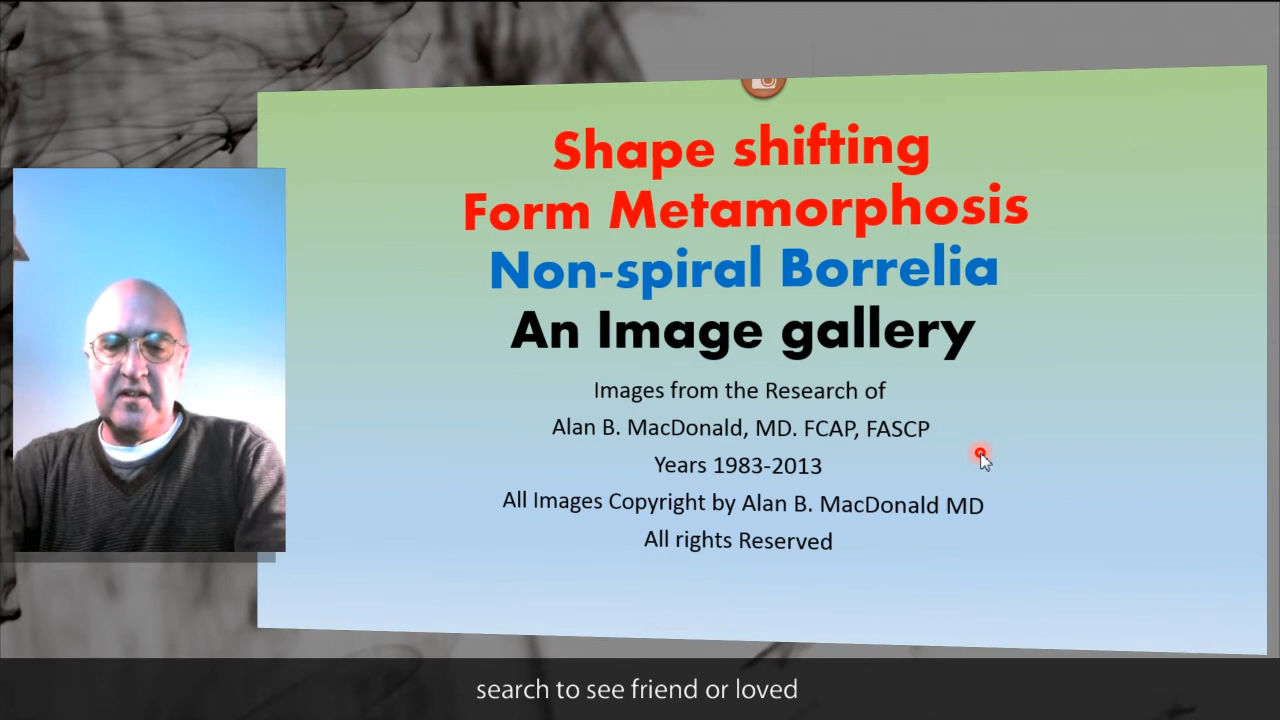 Shape shifting
Form Metamorphosis
Non-spiral Borrelia
An Image gallery
Images from the Research of
Alan B. MacDonald, MD. FCAP, FASCP
Years 1983-2013
All Images Copyright by Alan B. MacDonald MD
All rights Reserved
search to see friend or loved